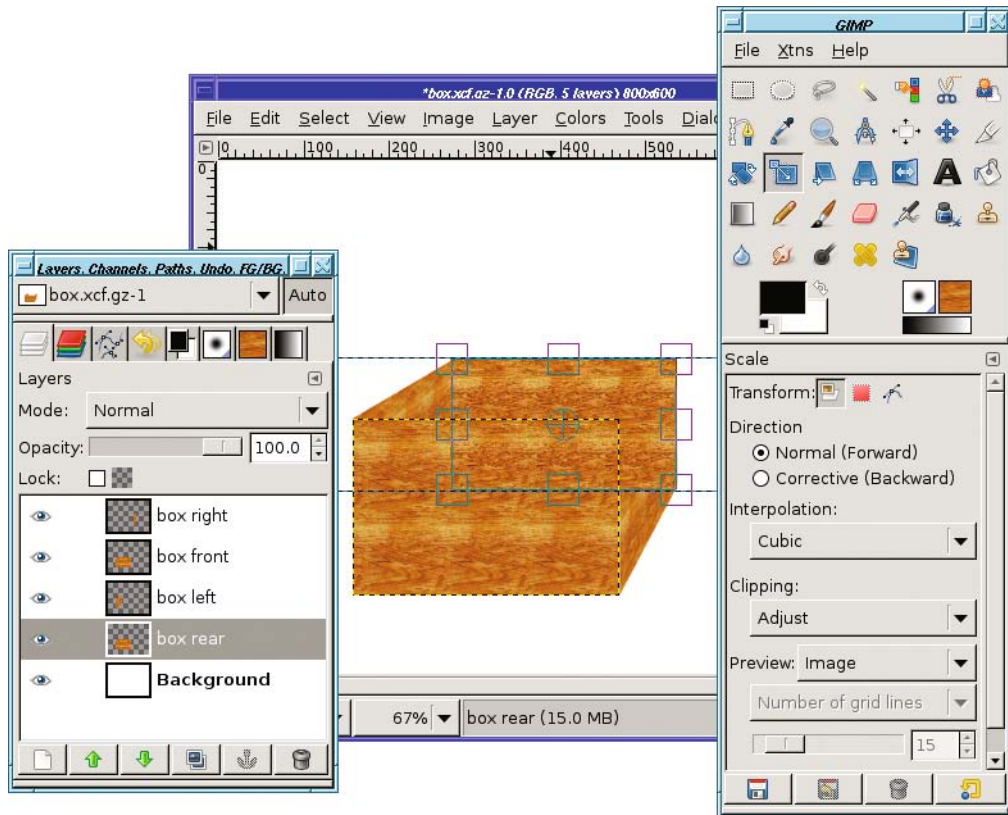 GIMP
File Xtns Help
*box.xcf.gz-1.0 (RGB, 5 layers) 800x600
File Edit Select View Image Layer Colors Tools Dialo
0 100 200 300 400 500
0
Layers, Channels, Paths, Undo, FG/BG,
box.xcf.gz-1 Auto
Layers
Mode: Normal
Opacity: 100.0
Lock:
box right
box front
box left
box rear
Background
67% box rear (15.0 MB)
Scale
Transform:
Direction
Normal (Forward)
Corrective (Backward)
Interpolation:
Cubic
Clipping:
Adjust
Preview: Image
Number of grid lines
15